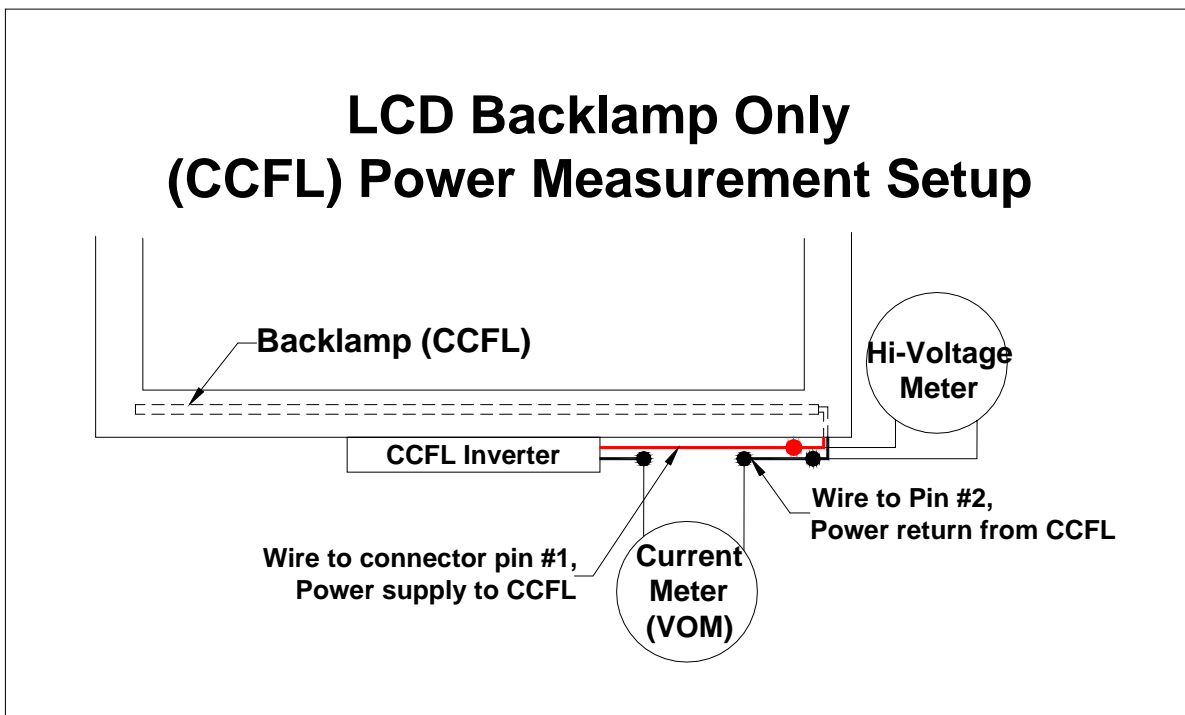 LCD Backlamp Only
(CCFL) Power Measurement Setup
Backlamp (CCFL)
Hi-Voltage
Meter
CCFL Inverter
Wire to Pin #2,
Power return from CCFL
Wire to connector pin #1,
Power supply to CCFL
Current
Meter
(VOM)